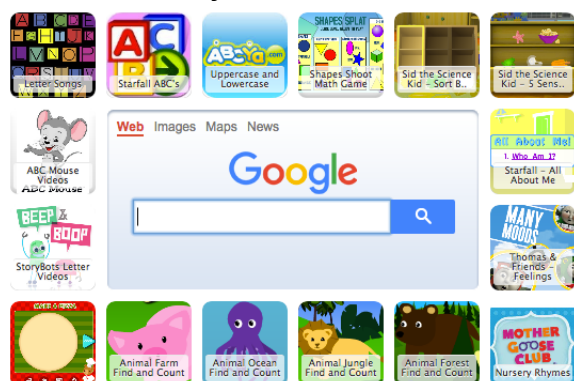 A B C D E
F G H I J K
L M N O P
Letter Songs
A C
B
Starfall ABC's
ABCYa.com
Uppercase and
Lowercase
SHAPES SPLAT
Shapes Shoot
Math Game
Sid the Science
Kid - Sort B..
Sid the Science
Kid - 5 Sens..
ABC Mouse
Videos
ABC Mouse
Web Images Maps News
Google
All About Me!
1. Who Am I?
Starfall - All
About Me
BEEP &
BOOP
StoryBots Letter
Videos
MANY
MOODS
Thomas &
Friends -
Feelings
Animal Farm
Find and Count
Animal Ocean
Find and Count
Animal Jungle
Find and Count
Animal Forest
Find and Count
MOTHER
GOOSE
CLUB
Nursery Rhymes